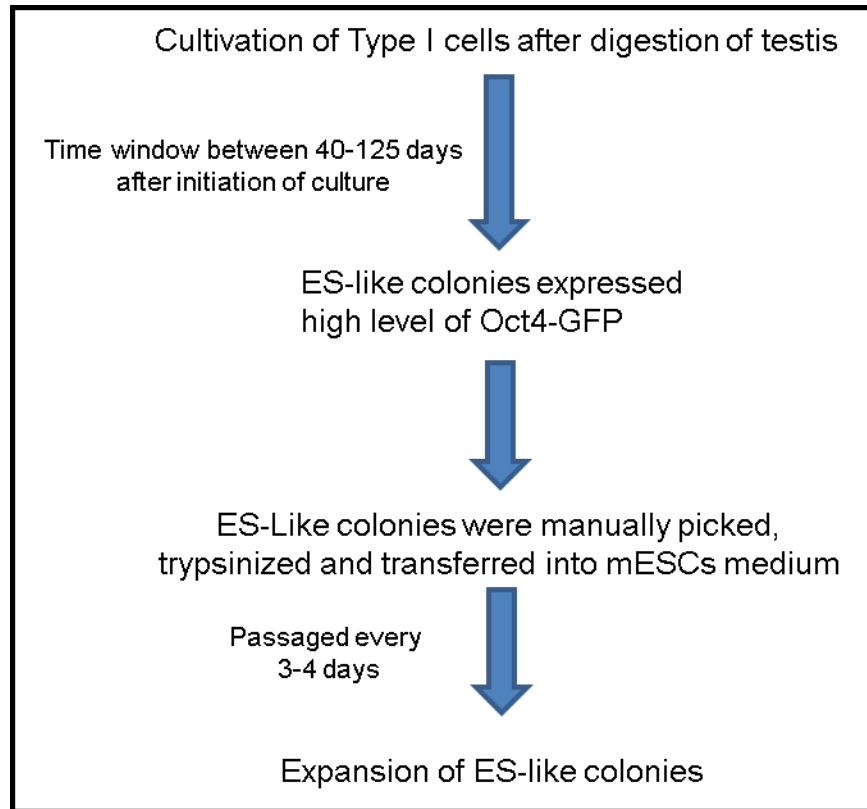 Cultivation of Type I cells after digestion of testis
Time window between 40-125 days
after initiation of culture
ES-like colonies expressed
high level of Oct4-GFP
ES-Like colonies were manually picked,
trypsinized and transferred into mESCs medium
Passaged every
3-4 days
Expansion of ES-like colonies